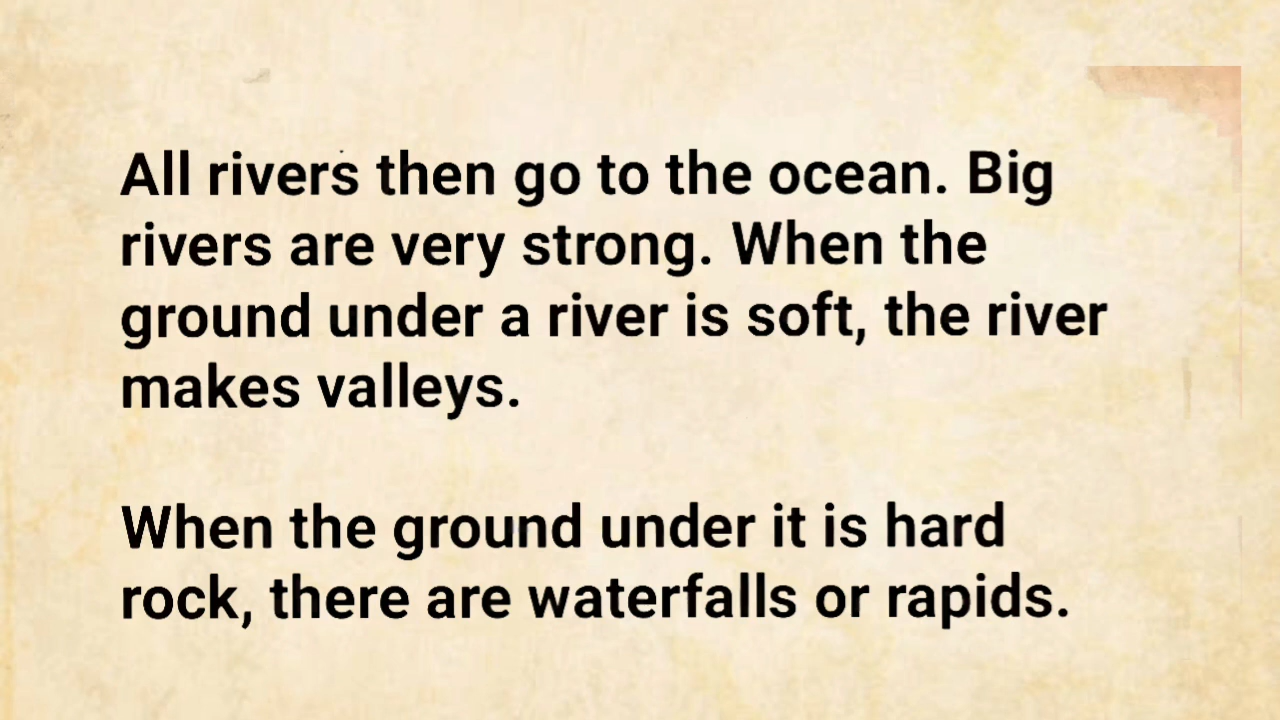 All rivers then go to the ocean. Big
rivers are very strong. When the
ground under a river is soft, the river
makes valleys.
When the ground under it is hard
rock, there are waterfalls or rapids.